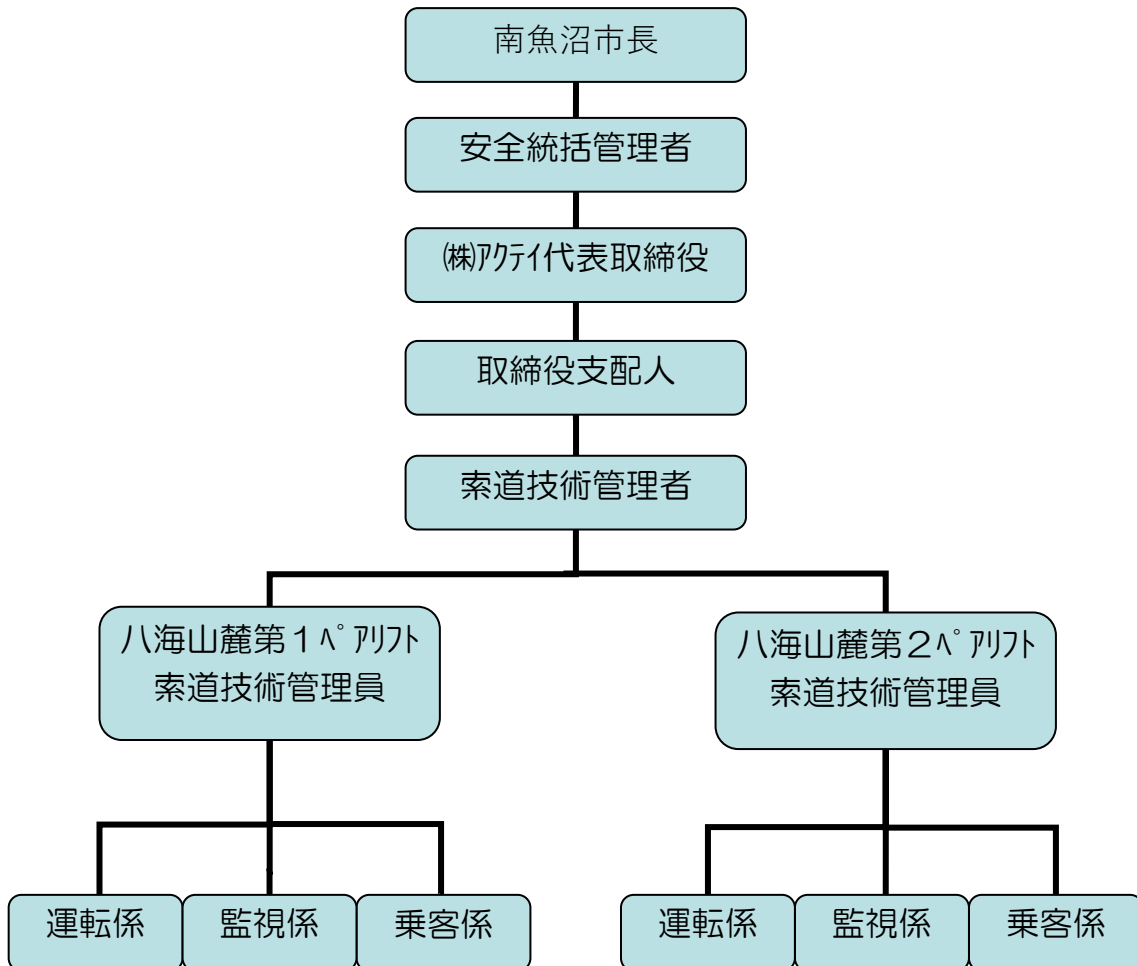 南魚沼市長
安全統括管理者
㈱ｱｸﾃｲ代表取締役
取締役支配人
索道技術管理者
八海山麓第１ﾍﾟｱﾘﾌﾄ
索道技術管理員
八海山麓第２ﾍﾟｱﾘﾌﾄ
索道技術管理員
運転係
監視係
乗客係
運転係
監視係
乗客係